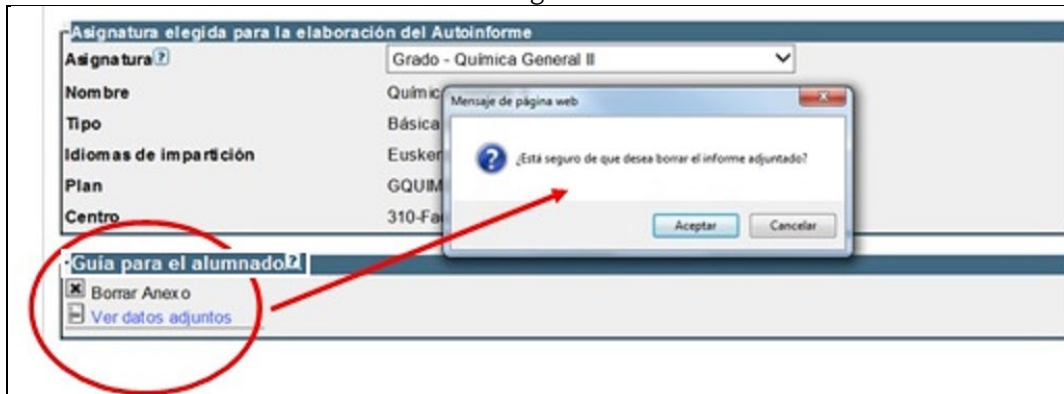 Asignatura elegida para la elaboración del Autoinforme
Asignatura ? Grado - Química General II
Nombre Químic
Tipo Básica
Idiomas de impartición Eusker
Plan GQUIM
Centro 310-Fa
Mensaje de página web
¿Está seguro de que desea borrar el informe adjuntado?
Aceptar Cancelar
Guía para el alumnado ?
Borrar Anexo
Ver datos adjuntos